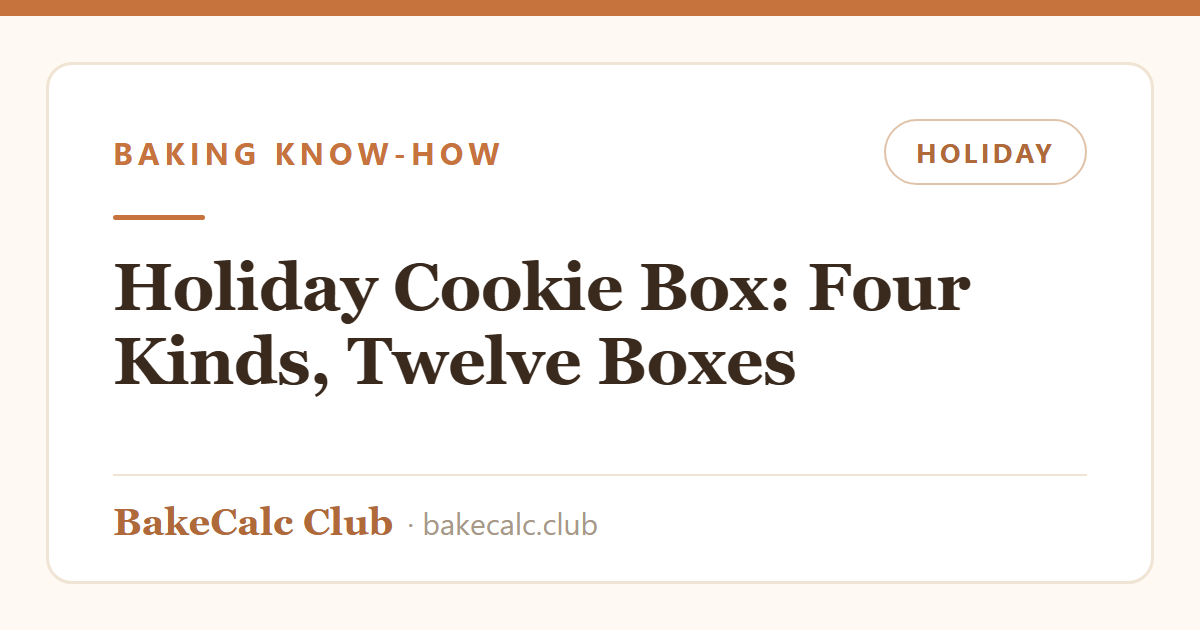 BAKING KNOW-HOW
HOLIDAY
Holiday Cookie Box: Four
Kinds, Twelve Boxes
BakeCalc Club · bakecalc.club